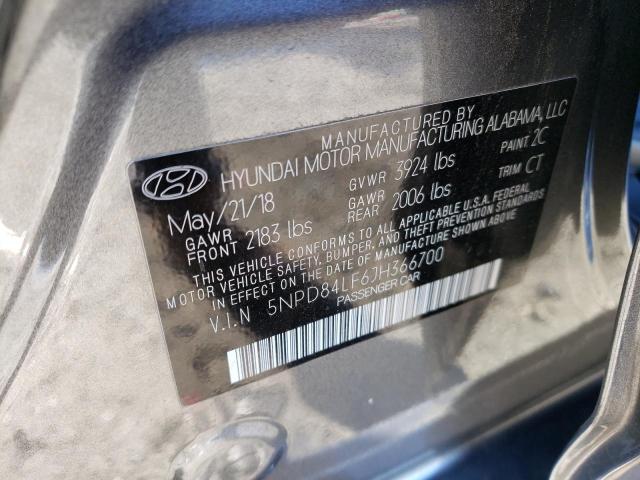 MANUFACTURED BY
HYUNDAI MOTOR MANUFACTURING ALABAMA, LLC
May/21/18 GVWR 3924 lbs PAINT 2C
GAWR FRONT 2183 lbs GAWR REAR 2006 lbs TRIM CT
THIS VEHICLE CONFORMS TO ALL APPLICABLE U.S.A. FEDERAL
MOTOR VEHICLE SAFETY, BUMPER, AND THEFT PREVENTION STANDARDS
IN EFFECT ON THE DATE OF MANUFACTURE SHOWN ABOVE.
V.I.N 5NPD84LF6JH366700
PASSENGER CAR